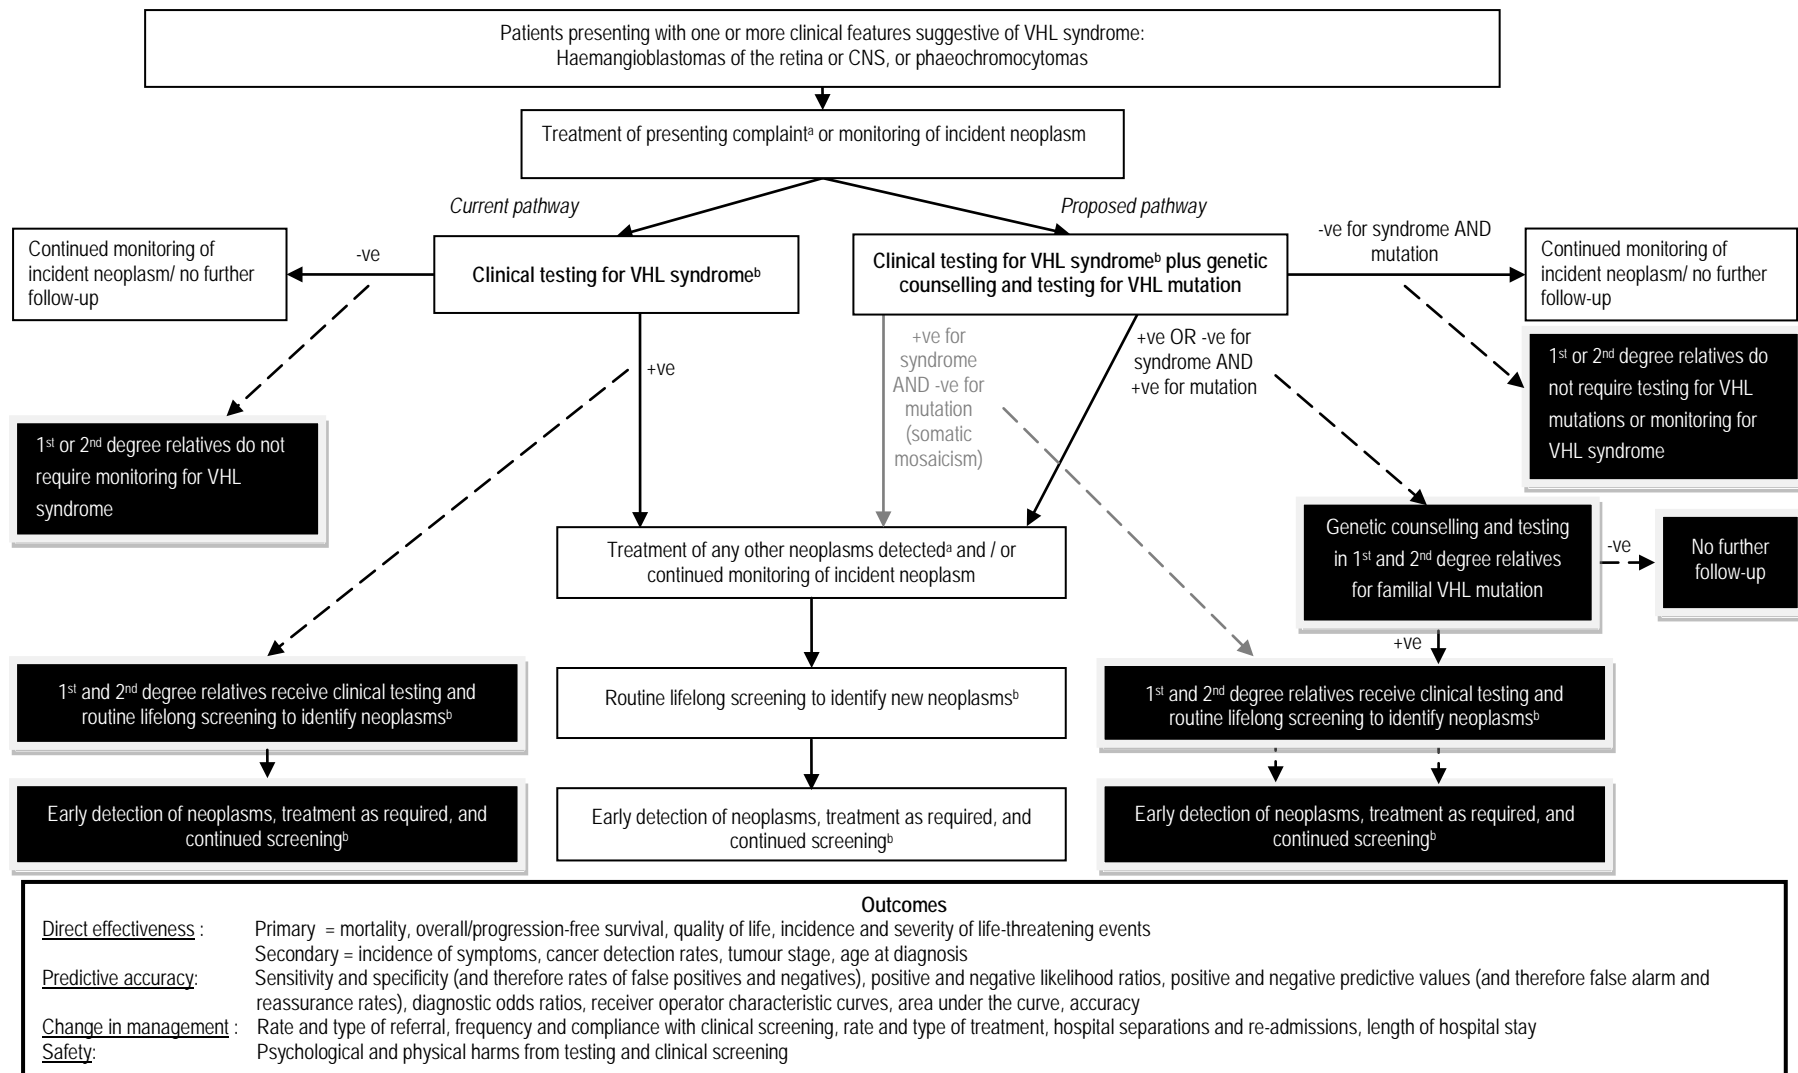 Patients presenting with one or more clinical features suggestive of VHL syndrome:
Haemangioblastomas of the retina or CNS, or phaeochromocytomas
Treatment of presenting complaintᵃ or monitoring of incident neoplasm
Current pathway
Proposed pathway
Continued monitoring of
incident neoplasm/ no further
follow-up
-ve
Clinical testing for VHL syndromeᵇ
Clinical testing for VHL syndromeᵇ plus genetic
counselling and testing for VHL mutation
-ve for syndrome AND
mutation
Continued monitoring of
incident neoplasm/ no further
follow-up
+ve
+ve for
syndrome
AND -ve for
mutation
(somatic
mosaicism)
+ve OR -ve for
syndrome AND
+ve for mutation
1st or 2nd degree relatives do
not require testing for VHL
mutations or monitoring for
VHL syndrome
1st or 2nd degree relatives do not
require monitoring for VHL
syndrome
Treatment of any other neoplasms detectedᵃ and / or
continued monitoring of incident neoplasm
Genetic counselling and testing
in 1st and 2nd degree relatives
for familial VHL mutation
-ve
No further
follow-up
+ve
1st and 2nd degree relatives receive clinical testing and
routine lifelong screening to identify neoplasmsᵇ
Routine lifelong screening to identify new neoplasmsᵇ
1st and 2nd degree relatives receive clinical testing and
routine lifelong screening to identify neoplasmsᵇ
Early detection of neoplasms, treatment as required, and
continued screeningᵇ
Early detection of neoplasms, treatment as required, and
continued screeningᵇ
Early detection of neoplasms, treatment as required, and
continued screeningᵇ
Outcomes
Direct effectiveness : Primary = mortality, overall/progression-free survival, quality of life, incidence and severity of life-threatening events
Secondary = incidence of symptoms, cancer detection rates, tumour stage, age at diagnosis
Predictive accuracy: Sensitivity and specificity (and therefore rates of false positives and negatives), positive and negative likelihood ratios, positive and negative predictive values (and therefore false alarm and
reassurance rates), diagnostic odds ratios, receiver operator characteristic curves, area under the curve, accuracy
Change in management : Rate and type of referral, frequency and compliance with clinical screening, rate and type of treatment, hospital separations and re-admissions, length of hospital stay
Safety: Psychological and physical harms from testing and clinical screening